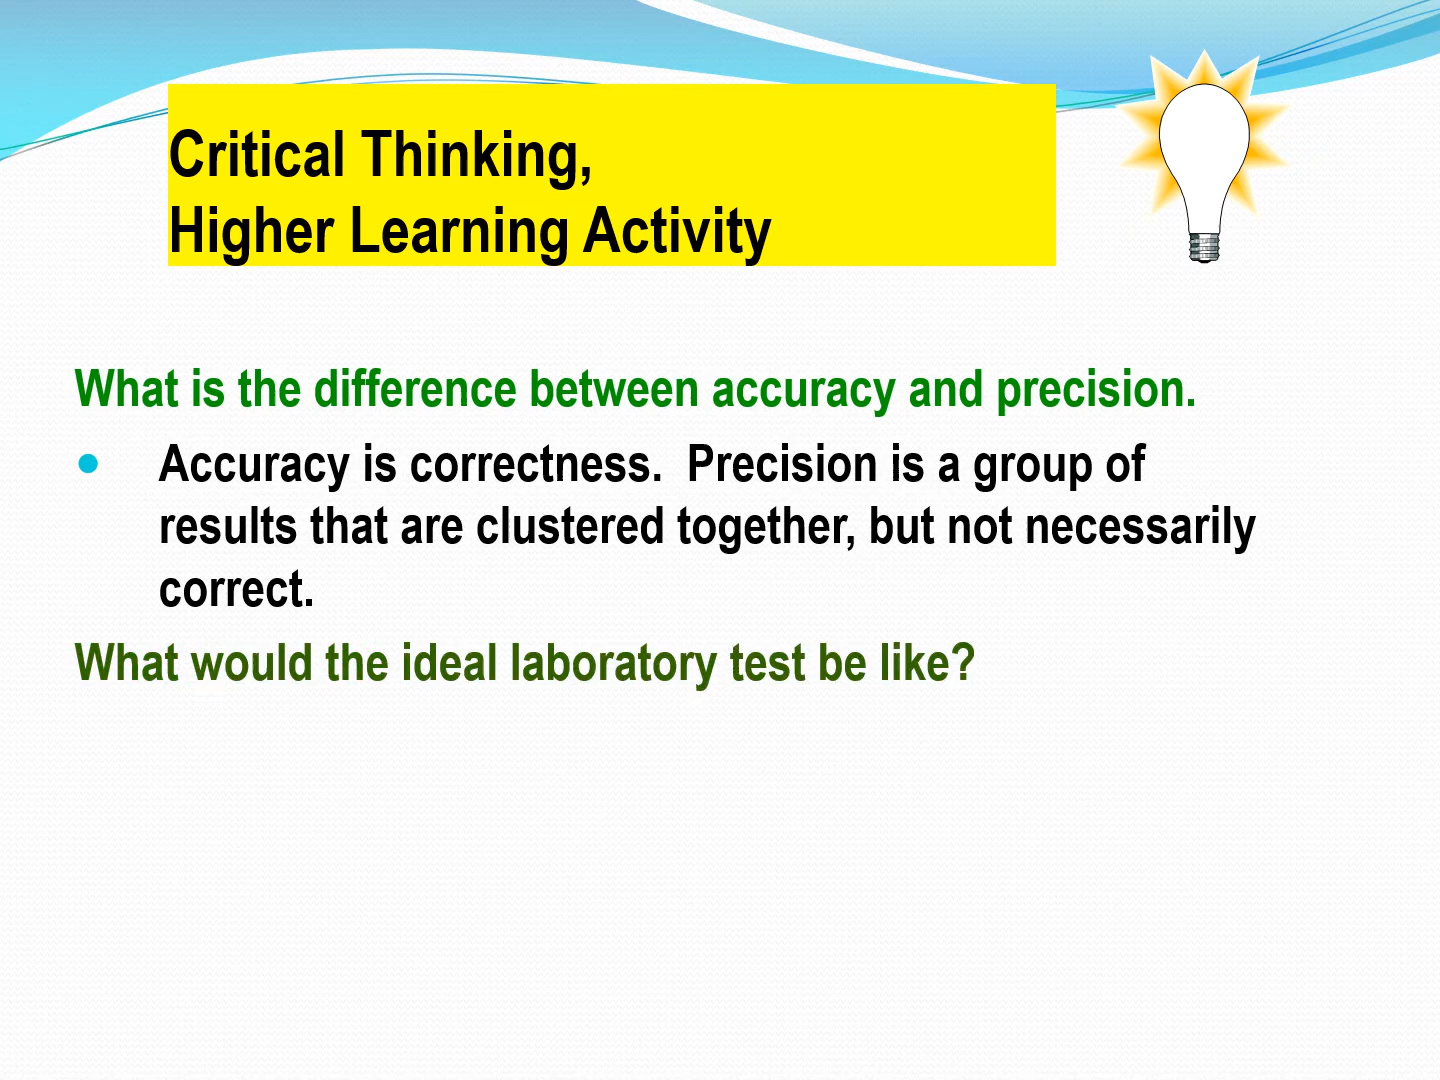 Critical Thinking,
Higher Learning Activity
What is the difference between accuracy and precision.
• Accuracy is correctness.  Precision is a group of
results that are clustered together, but not necessarily
correct.
What would the ideal laboratory test be like?